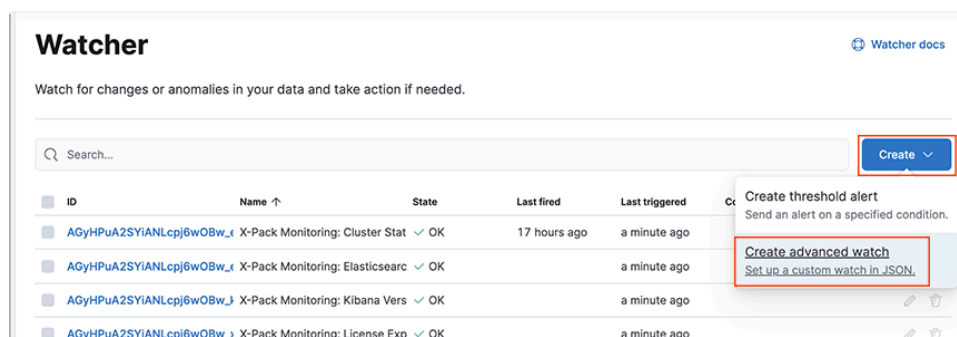 Watcher
Watcher docs
Watch for changes or anomalies in your data and take action if needed.
Search...
Create
ID Name State Last fired Last triggered
Create threshold alert
Send an alert on a specified condition.
AGyHPuA2SYiANLcpj6wOBw_ X-Pack Monitoring: Cluster Stat OK 17 hours ago a minute ago
Create advanced watch
Set up a custom watch in JSON.
AGyHPuA2SYiANLcpj6wOBw_ X-Pack Monitoring: Elasticsearc OK a minute ago
AGyHPuA2SYiANLcpj6wOBw_ X-Pack Monitoring: Kibana Vers OK a minute ago
AGyHPuA2SYiANLcpj6wOBw_ X-Pack Monitoring: License Exp OK a minute ago